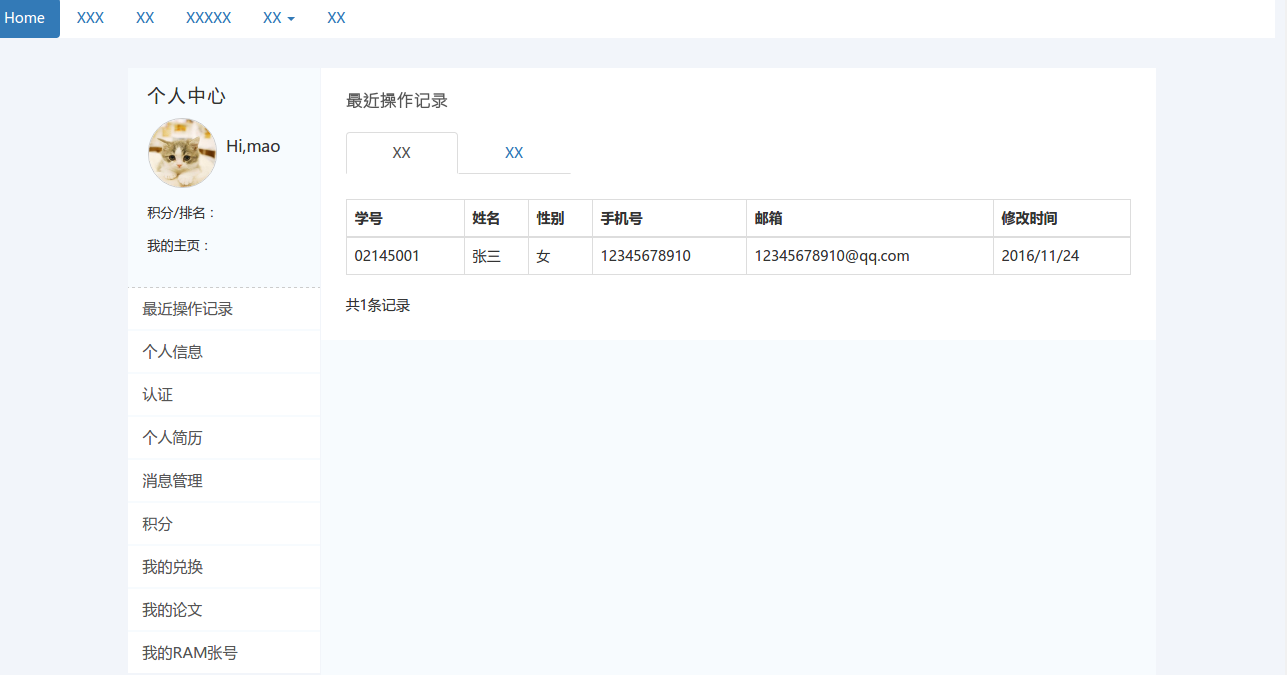 Home XXX XX XXXXX XX XX
个人中心
Hi,mao
积分/排名：
我的主页：
最近操作记录
个人信息
认证
个人简历
消息管理
积分
我的兑换
我的论文
我的RAM张号
最近操作记录
XX XX
学号 姓名 性别 手机号 邮箱 修改时间
02145001 张三 女 12345678910 12345678910@qq.com 2016/11/24
共1条记录